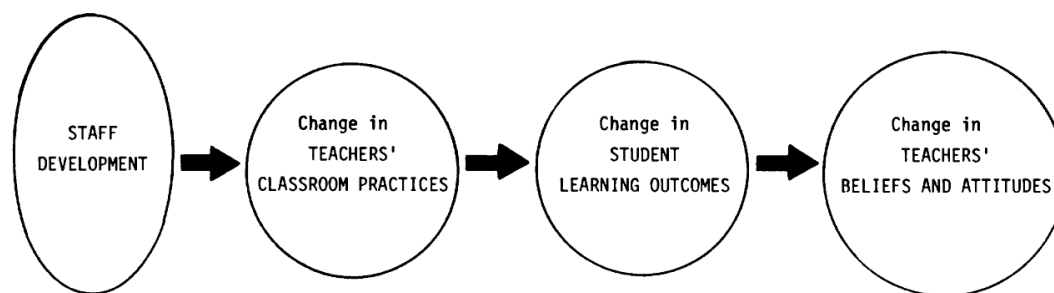 STAFF
DEVELOPMENT
Change in
TEACHERS'
CLASSROOM PRACTICES
Change in
STUDENT
LEARNING OUTCOMES
Change in
TEACHERS'
BELIEFS AND ATTITUDES